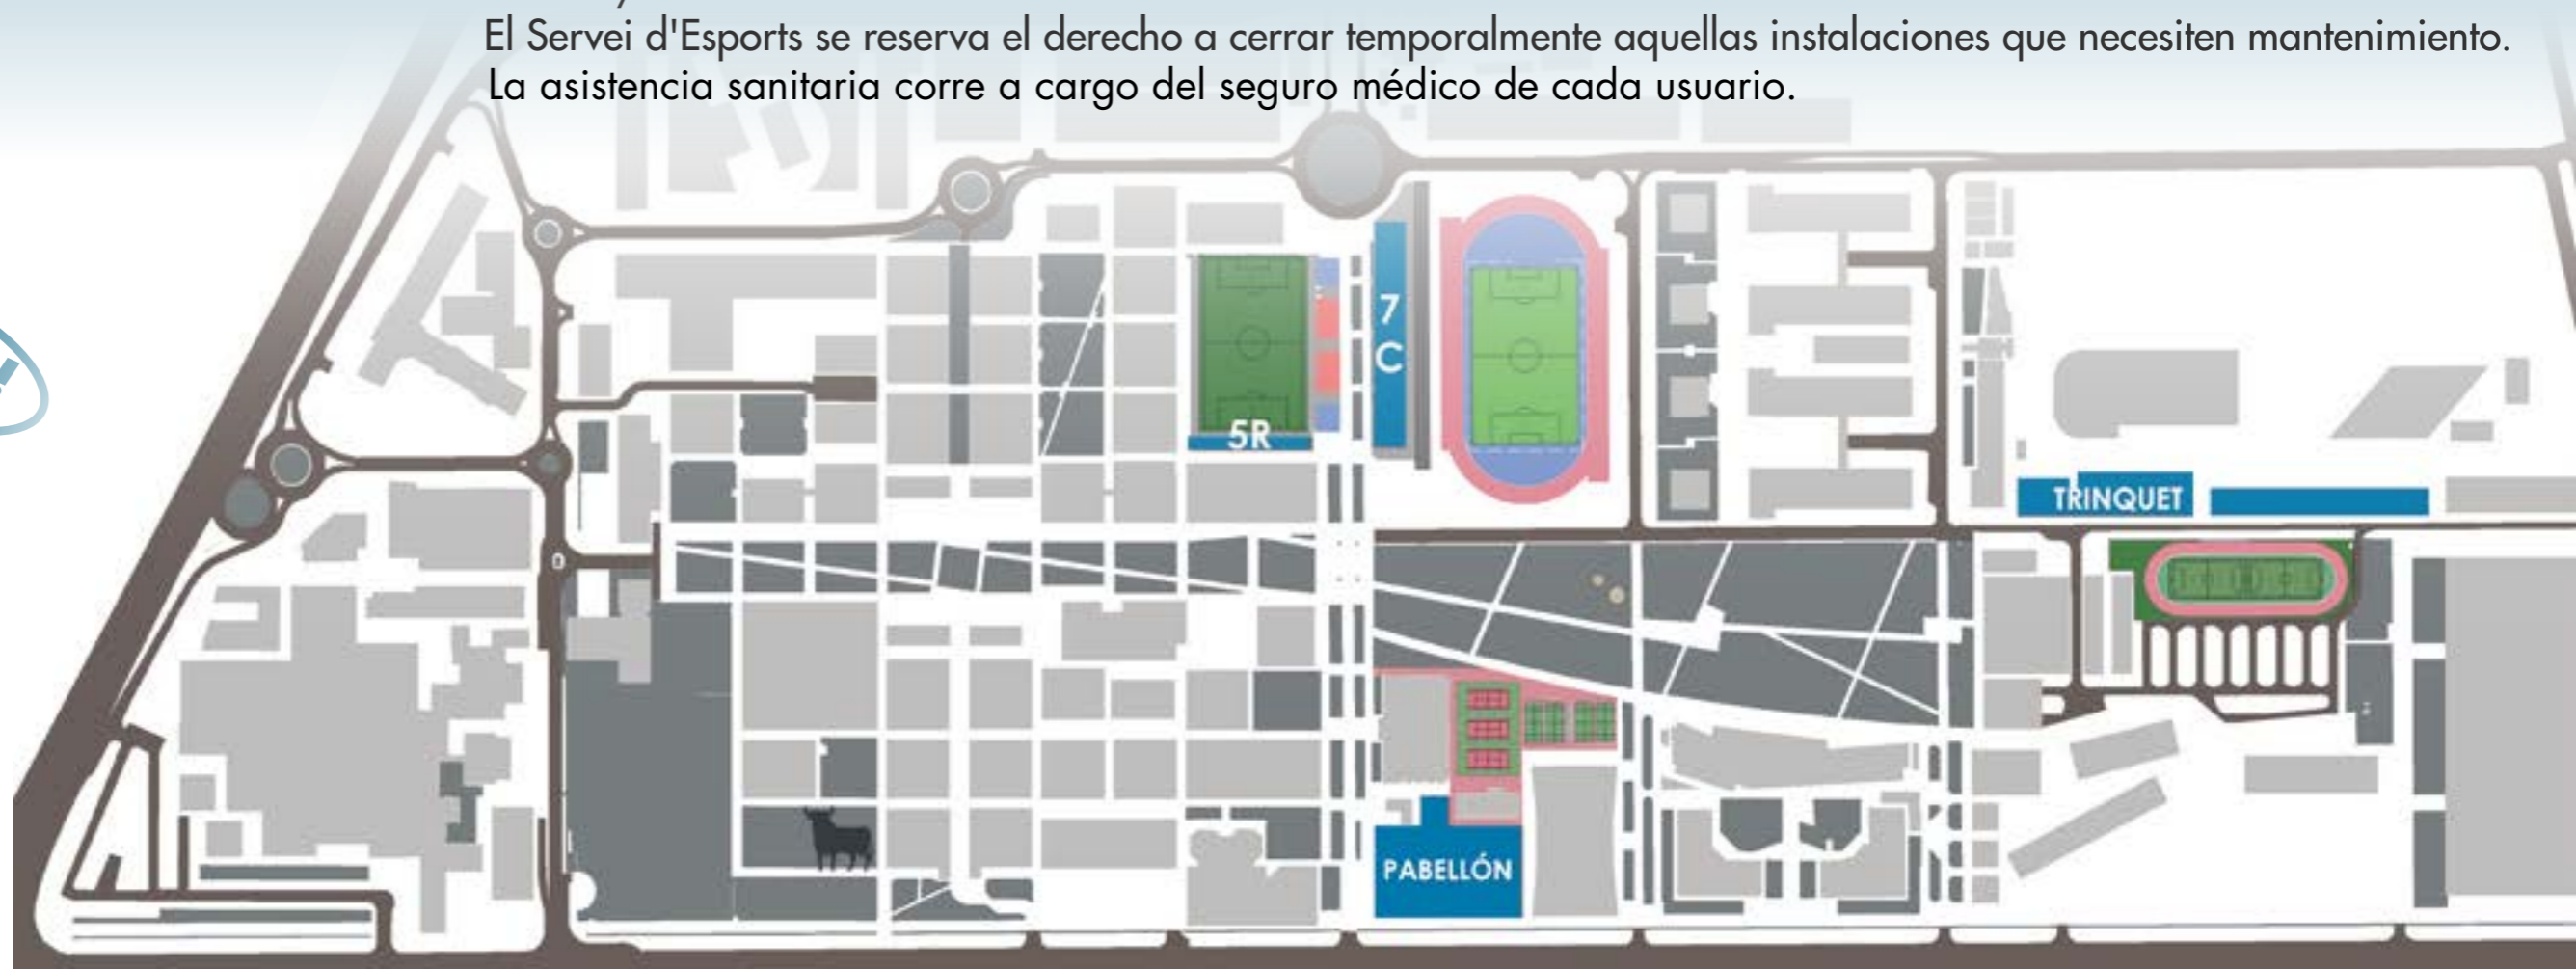 El Servei d'Esports se reserva el derecho a cerrar temporalmente aquellas instalaciones que necesiten mantenimiento.
La asistencia sanitaria corre a cargo del seguro médico de cada usuario.
7
C
5R
TRINQUET
PABELLÓN